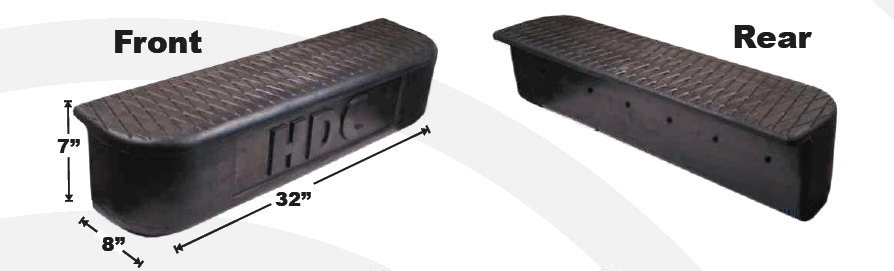 Front
Rear
HDC
7”
32”
8”